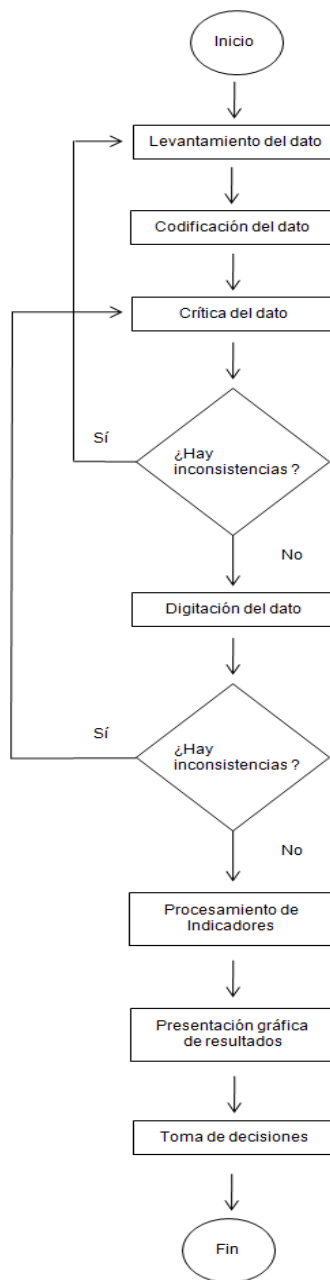 Inicio
Levantamiento del dato
Codificación del dato
Crítica del dato
Sí
¿Hay
inconsistencias ?
No
Digitación del dato
Sí
¿Hay
inconsistencias ?
No
Procesamiento de
Indicadores
Presentación gráfica
de resultados
Toma de decisiones
Fin